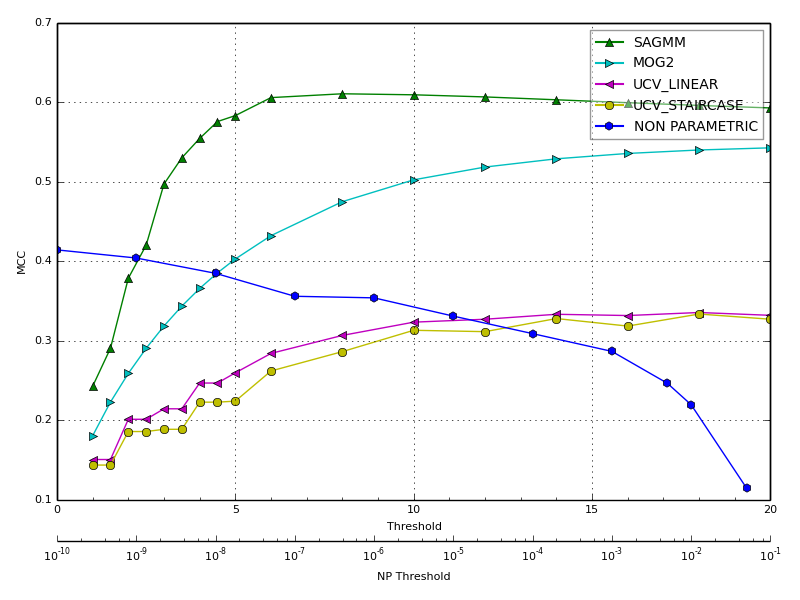 0.7
SAGMM
MOG2
UCV_LINEAR
UCV_STAIRCASE
NON PARAMETRIC
0.6
0.5
0.4
0.3
0.2
0.1
MCC
0 5 10 15 20
Threshold
10^-10 10^-9 10^-8 10^-7 10^-6 10^-5 10^-4 10^-3 10^-2 10^-1
NP Threshold